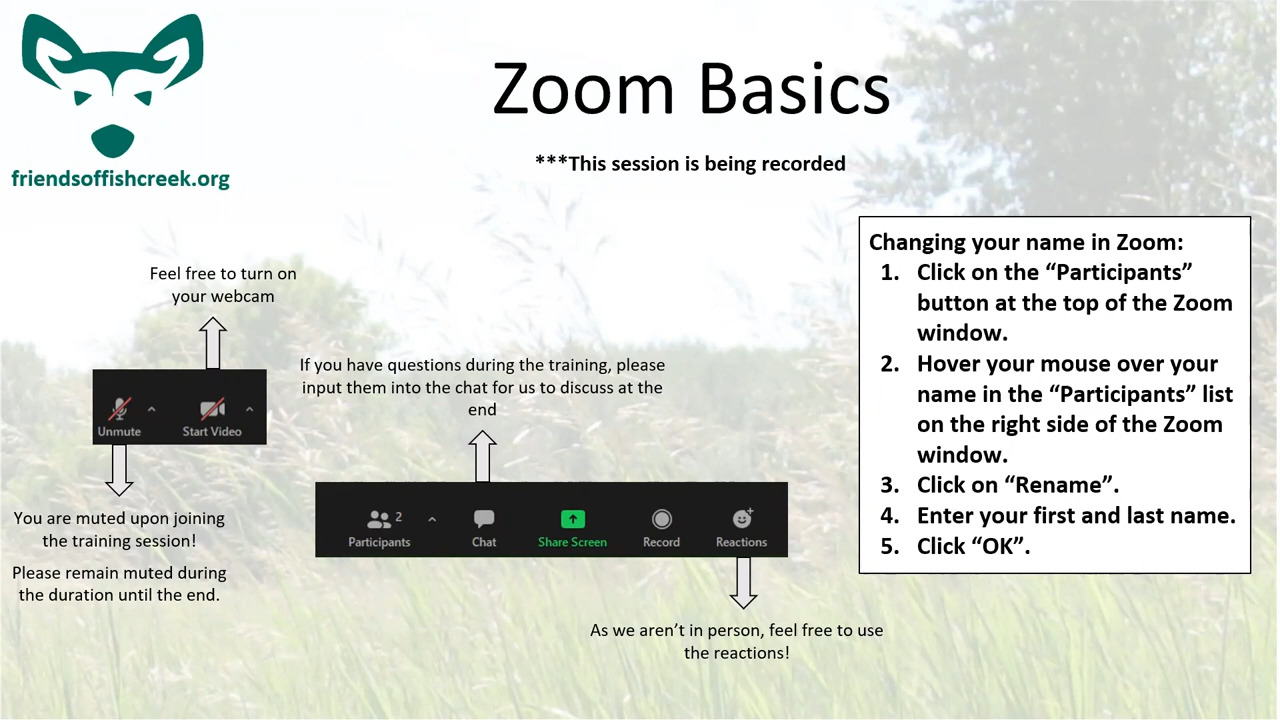 friendsoffishcreek.org
Zoom Basics
***This session is being recorded
Feel free to turn on
your webcam
Unmute
Start Video
You are muted upon joining
the training session!
Please remain muted during
the duration until the end.
If you have questions during the training, please
input them into the chat for us to discuss at the
end
2
Participants
Chat
Share Screen
Record
Reactions
As we aren’t in person, feel free to use
the reactions!
Changing your name in Zoom:
1. Click on the “Participants”
button at the top of the Zoom
window.
2. Hover your mouse over your
name in the “Participants” list
on the right side of the Zoom
window.
3. Click on “Rename”.
4. Enter your first and last name.
5. Click “OK”.